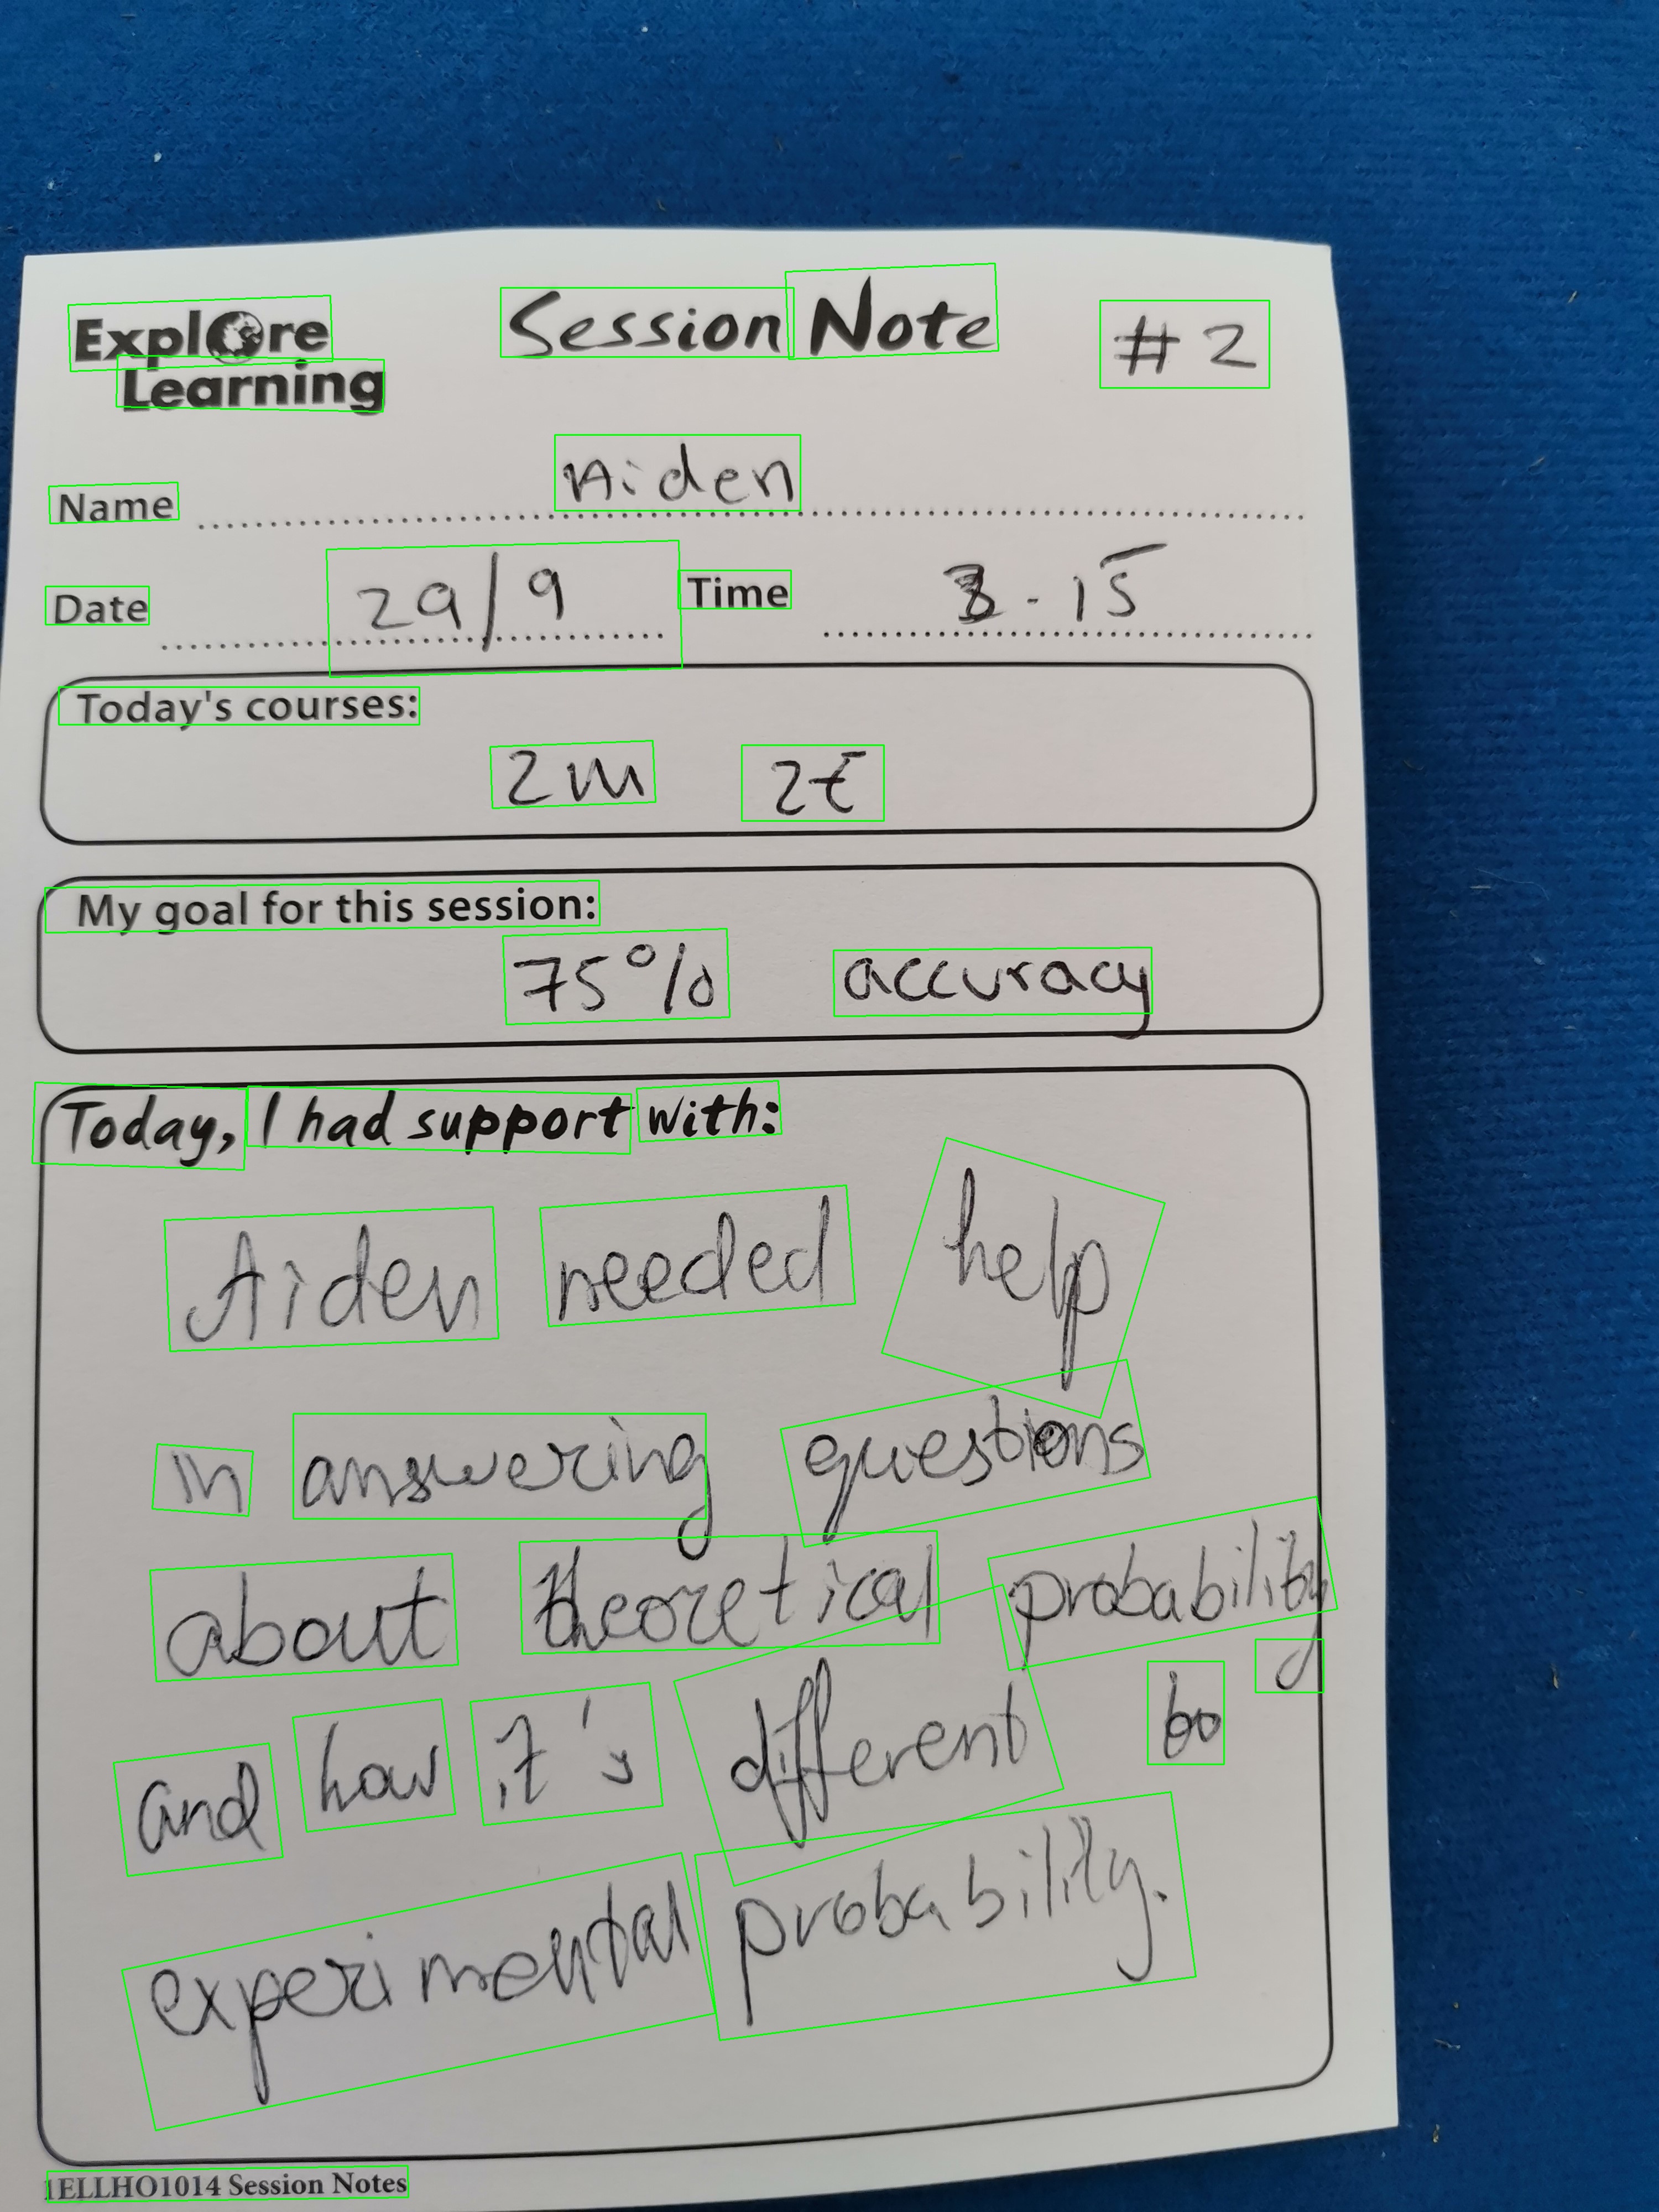 Explore
Learning
Session Note
#2
Name Aiden
Date 29/9 Time 3.15
Today's courses:
2m 2t
My goal for this session:
75% accuracy
Today, I had support with:
Aiden needed help
in answering questions
about theoretical probability
and how it's different to
experimental probability.
1ELLHO1014 Session Notes